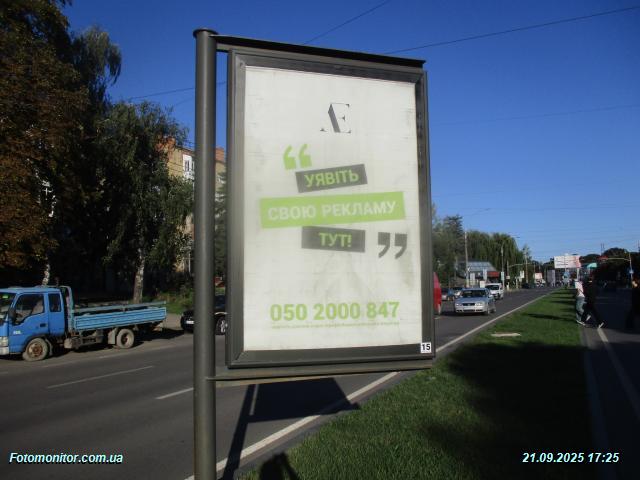 Æ
“
УЯВІТЬ
СВОЮ РЕКЛАМУ
ТУТ!
”
050 2000 847
15
Fotomonitor.com.ua
21.09.2025 17:25